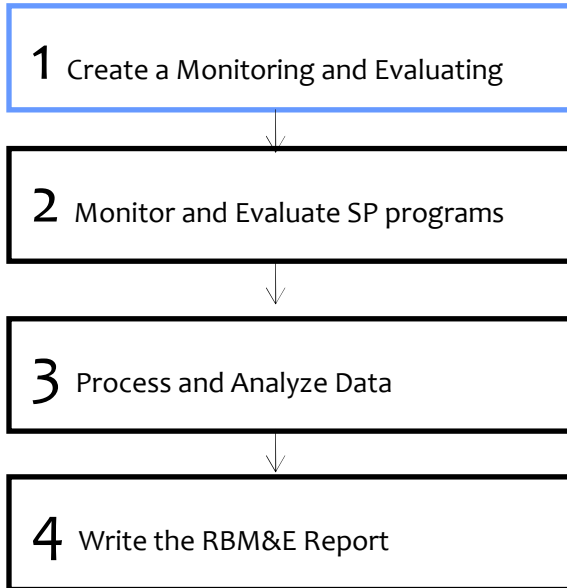 1 Create a Monitoring and Evaluating
2 Monitor and Evaluate SP programs
3 Process and Analyze Data
4 Write the RBM&E Report